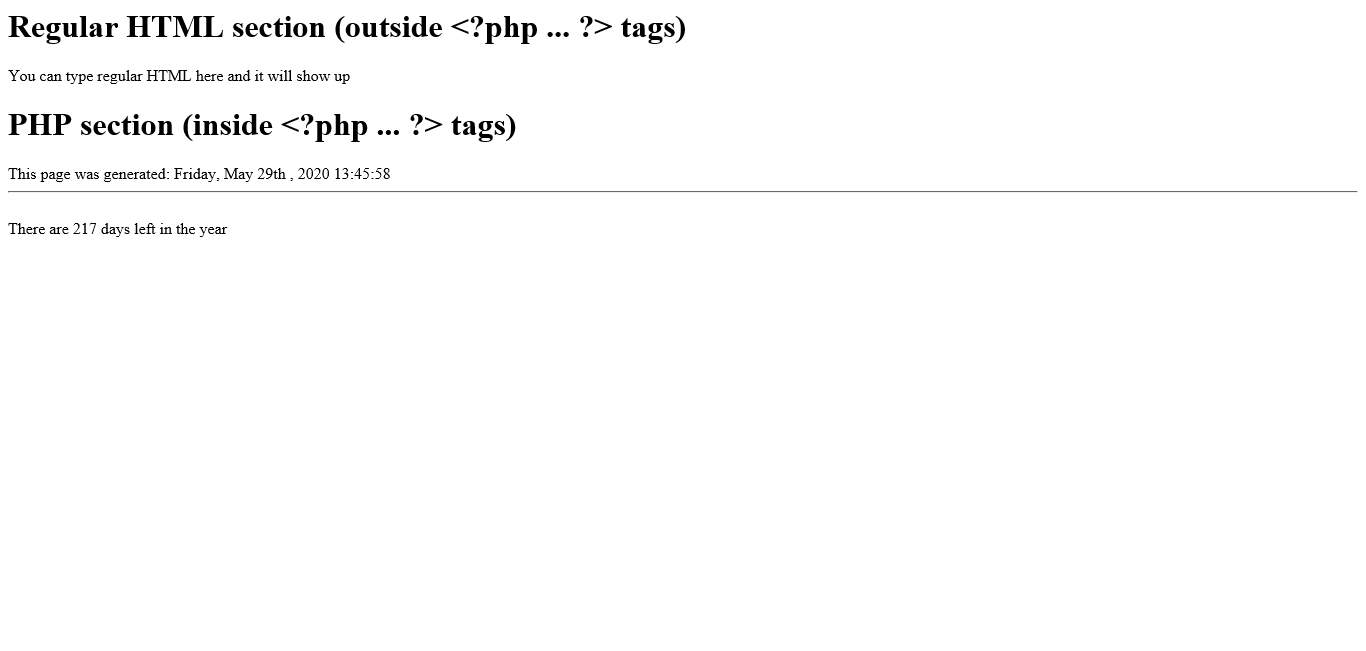 Regular HTML section (outside <?php ... ?> tags)
You can type regular HTML here and it will show up
PHP section (inside <?php ... ?> tags)
This page was generated: Friday, May 29th , 2020 13:45:58
There are 217 days left in the year